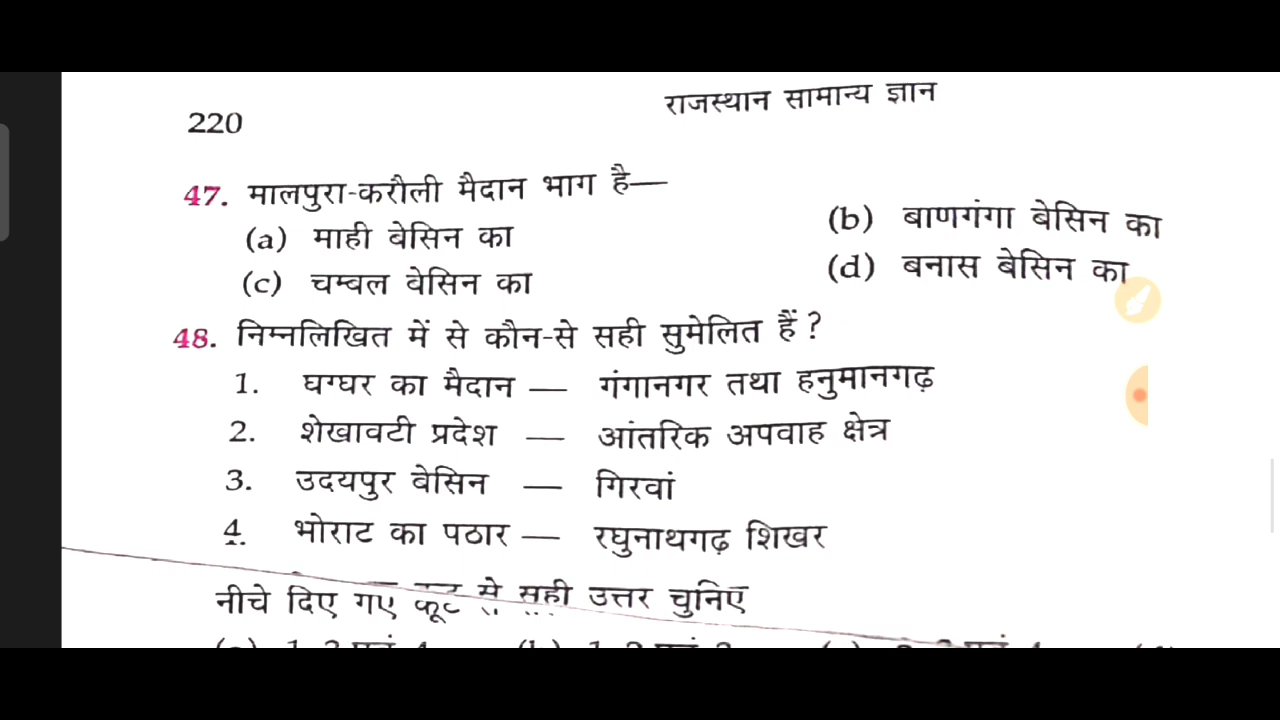 220
राजस्थान सामान्य ज्ञान
47. मालपुरा-करौली मैदान भाग है—
(a) माही बेसिन का (b) बाणगंगा बेसिन का
(c) चम्बल बेसिन का (d) बनास बेसिन का
48. निम्नलिखित में से कौन-से सही सुमेलित हैं ?
1. घग्घर का मैदान — गंगानगर तथा हनुमानगढ़
2. शेखावटी प्रदेश — आंतरिक अपवाह क्षेत्र
3. उदयपुर बेसिन — गिरवां
4. भोराट का पठार — रघुनाथगढ़ शिखर
नीचे दिए गए कूट से सही उत्तर चुनिए